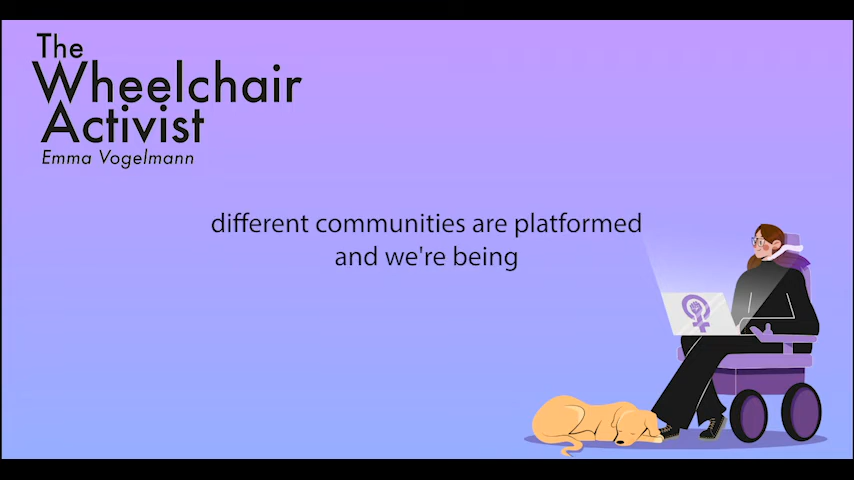 The
Wheelchair
Activist
Emma Vogelmann
different communities are platformed
and we're being